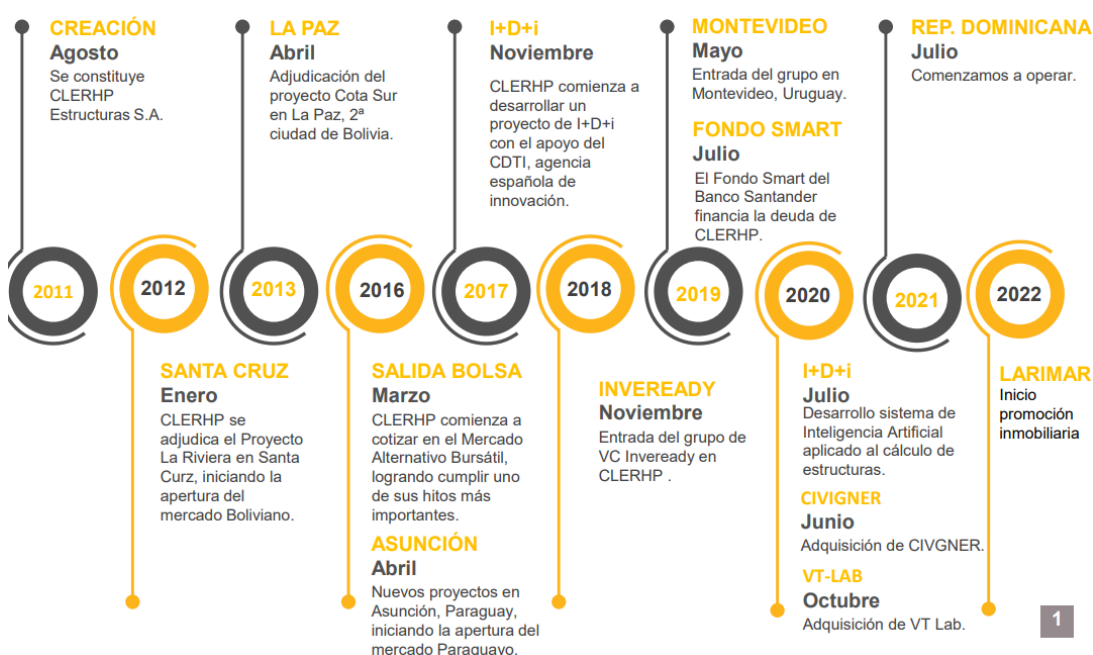 CREACIÓN
Agosto
Se constituye
CLERHP
Estructuras S.A.
LA PAZ
Abril
Adjudicación del
proyecto Cota Sur
en La Paz, 2ª
ciudad de Bolivia.
I+D+i
Noviembre
CLERHP comienza a
desarrollar un
proyecto de I+D+i
con el apoyo del
CDTI, agencia
española de
innovación.
MONTEVIDEO
Mayo
Entrada del grupo en
Montevideo, Uruguay.
FONDO SMART
Julio
El Fondo Smart del
Banco Santander
financia la deuda de
CLERHP.
REP. DOMINICANA
Julio
Comenzamos a operar.
2011
2012
2013
2016
2017
2018
2019
2020
2021
2022
SANTA CRUZ
Enero
CLERHP se
adjudica el Proyecto
La Riviera en Santa
Curz, iniciando la
apertura del
mercado Boliviano.
SALIDA BOLSA
Marzo
CLERHP comienza a
cotizar en el Mercado
Alternativo Bursátil,
logrando cumplir uno
de sus hitos más
importantes.
ASUNCIÓN
Abril
Nuevos proyectos en
Asunción, Paraguay,
iniciando la apertura del
mercado Paraguayo.
INVEREADY
Noviembre
Entrada del grupo de
VC Inveready en
CLERHP .
I+D+i
Julio
Desarrollo sistema de
Inteligencia Artificial
aplicado al cálculo de
estructuras.
CIVIGNER
Junio
Adquisición de CIVGNER.
VT-LAB
Octubre
Adquisición de VT Lab.
LARIMAR
Inicio
promoción
inmobiliaria
1